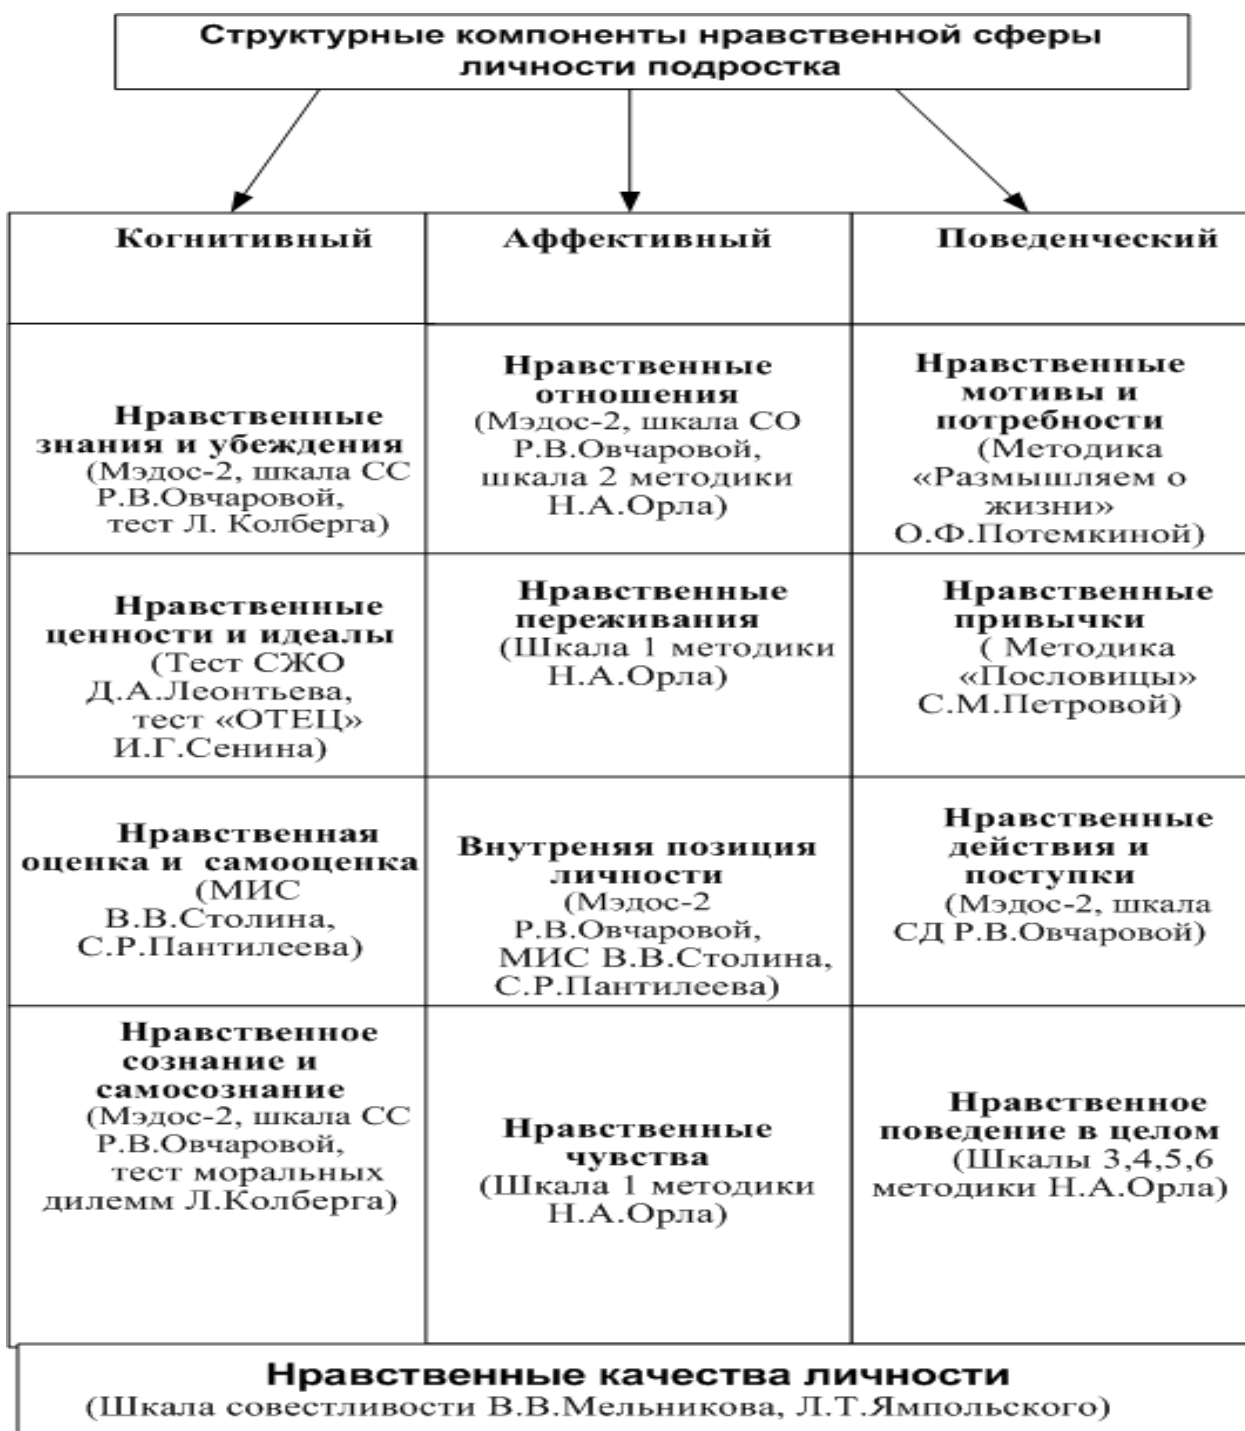 Структурные компоненты нравственной сферы
личности подростка
Когнитивный
Аффективный
Поведенческий
Нравственные
знания и убеждения
(Мэдос-2, шкала СС
Р.В.Овчаровой,
тест Л. Колберга)
Нравственные
отношения
(Мэдос-2, шкала СО
Р.В.Овчаровой,
шкала 2 методики
Н.А.Орла)
Нравственные
мотивы и
потребности
(Методика
«Размышляем о
жизни»
О.Ф.Потемкиной)
Нравственные
ценности и идеалы
(Тест СЖО
Д.А.Леонтьева,
тест «ОТЕЦ»
И.Г.Сенина)
Нравственные
переживания
(Шкала 1 методики
Н.А.Орла)
Нравственные
привычки
( Методика
«Пословицы»
С.М.Петровой)
Нравственная
оценка и самооценка
(МИС
В.В.Столина,
С.Р.Пантилеева)
Внутреняя позиция
личности
(Мэдос-2
Р.В.Овчаровой,
МИС В.В.Столина,
С.Р.Пантилеева)
Нравственные
действия и
поступки
(Мэдос-2, шкала
СД Р.В.Овчаровой)
Нравственное
сознание и
самосознание
(Мэдос-2, шкала СС
Р.В.Овчаровой,
тест моральных
дилемм Л.Колберга)
Нравственные
чувства
(Шкала 1 методики
Н.А.Орла)
Нравственное
поведение в целом
(Шкалы 3,4,5,6
методики Н.А.Орла)
Нравственные качества личности
(Шкала совестливости В.В.Мельникова, Л.Т.Ямпольского)